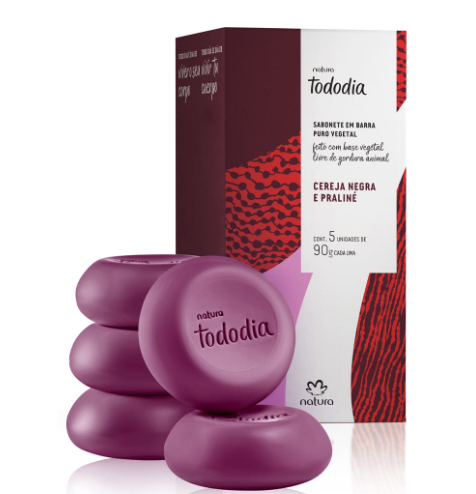 natura
Tododia
SABONETE EM BARRA
PURO VEGETAL
feito com base vegetal
livre de gordura animal
CEREJA NEGRA
E PRALINÉ
CONT. 5 UNIDADES DE
90g CADA UMA
natura
natura
Tododia